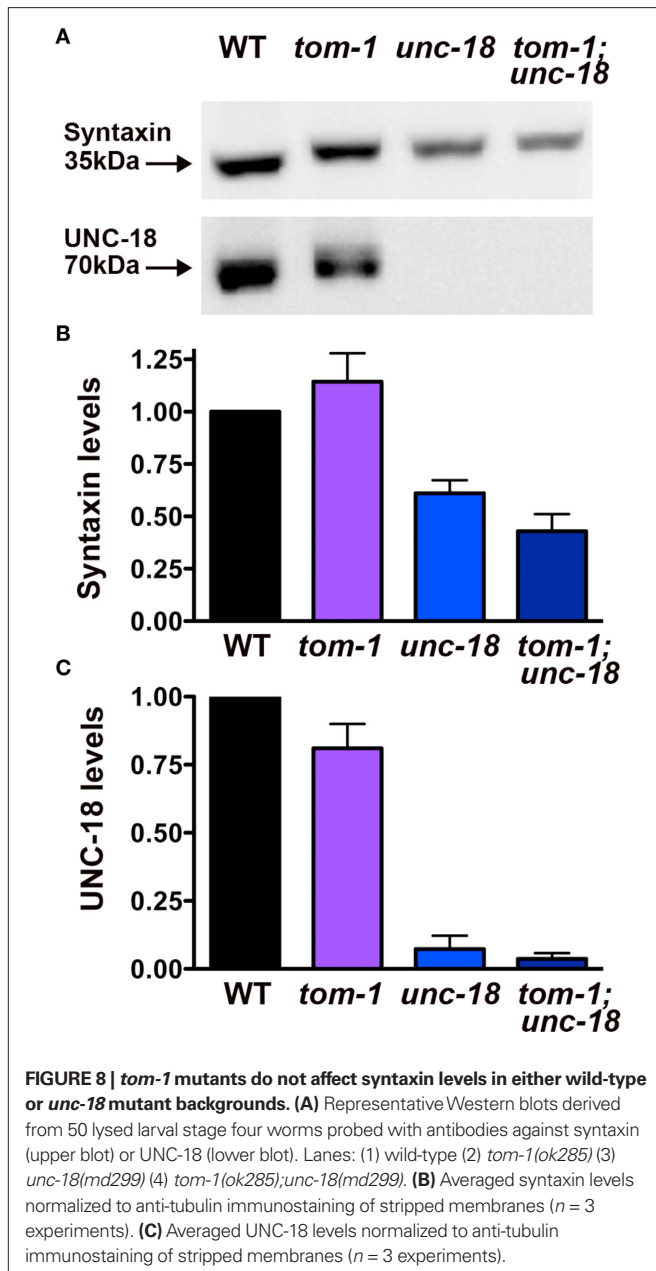 A
WT tom-1 unc-18 tom-1;
unc-18
Syntaxin
35kDa
UNC-18
70kDa
B
Syntaxin levels
1.25
1.00
0.75
0.50
0.25
0.00
WT tom-1 unc-18 tom-1;
unc-18
C
UNC-18 levels
1.00
0.75
0.50
0.25
0.00
WT tom-1 unc-18 tom-1;
unc-18
FIGURE 8 | tom-1 mutants do not affect syntaxin levels in either wild-type
or unc-18 mutant backgrounds. (A) Representative Western blots derived
from 50 lysed larval stage four worms probed with antibodies against syntaxin
(upper blot) or UNC-18 (lower blot). Lanes: (1) wild-type (2) tom-1(ok285) (3)
unc-18(md299) (4) tom-1(ok285);unc-18(md299). (B) Averaged syntaxin levels
normalized to anti-tubulin immunostaining of stripped membranes (n = 3
experiments). (C) Averaged UNC-18 levels normalized to anti-tubulin
immunostaining of stripped membranes (n = 3 experiments).